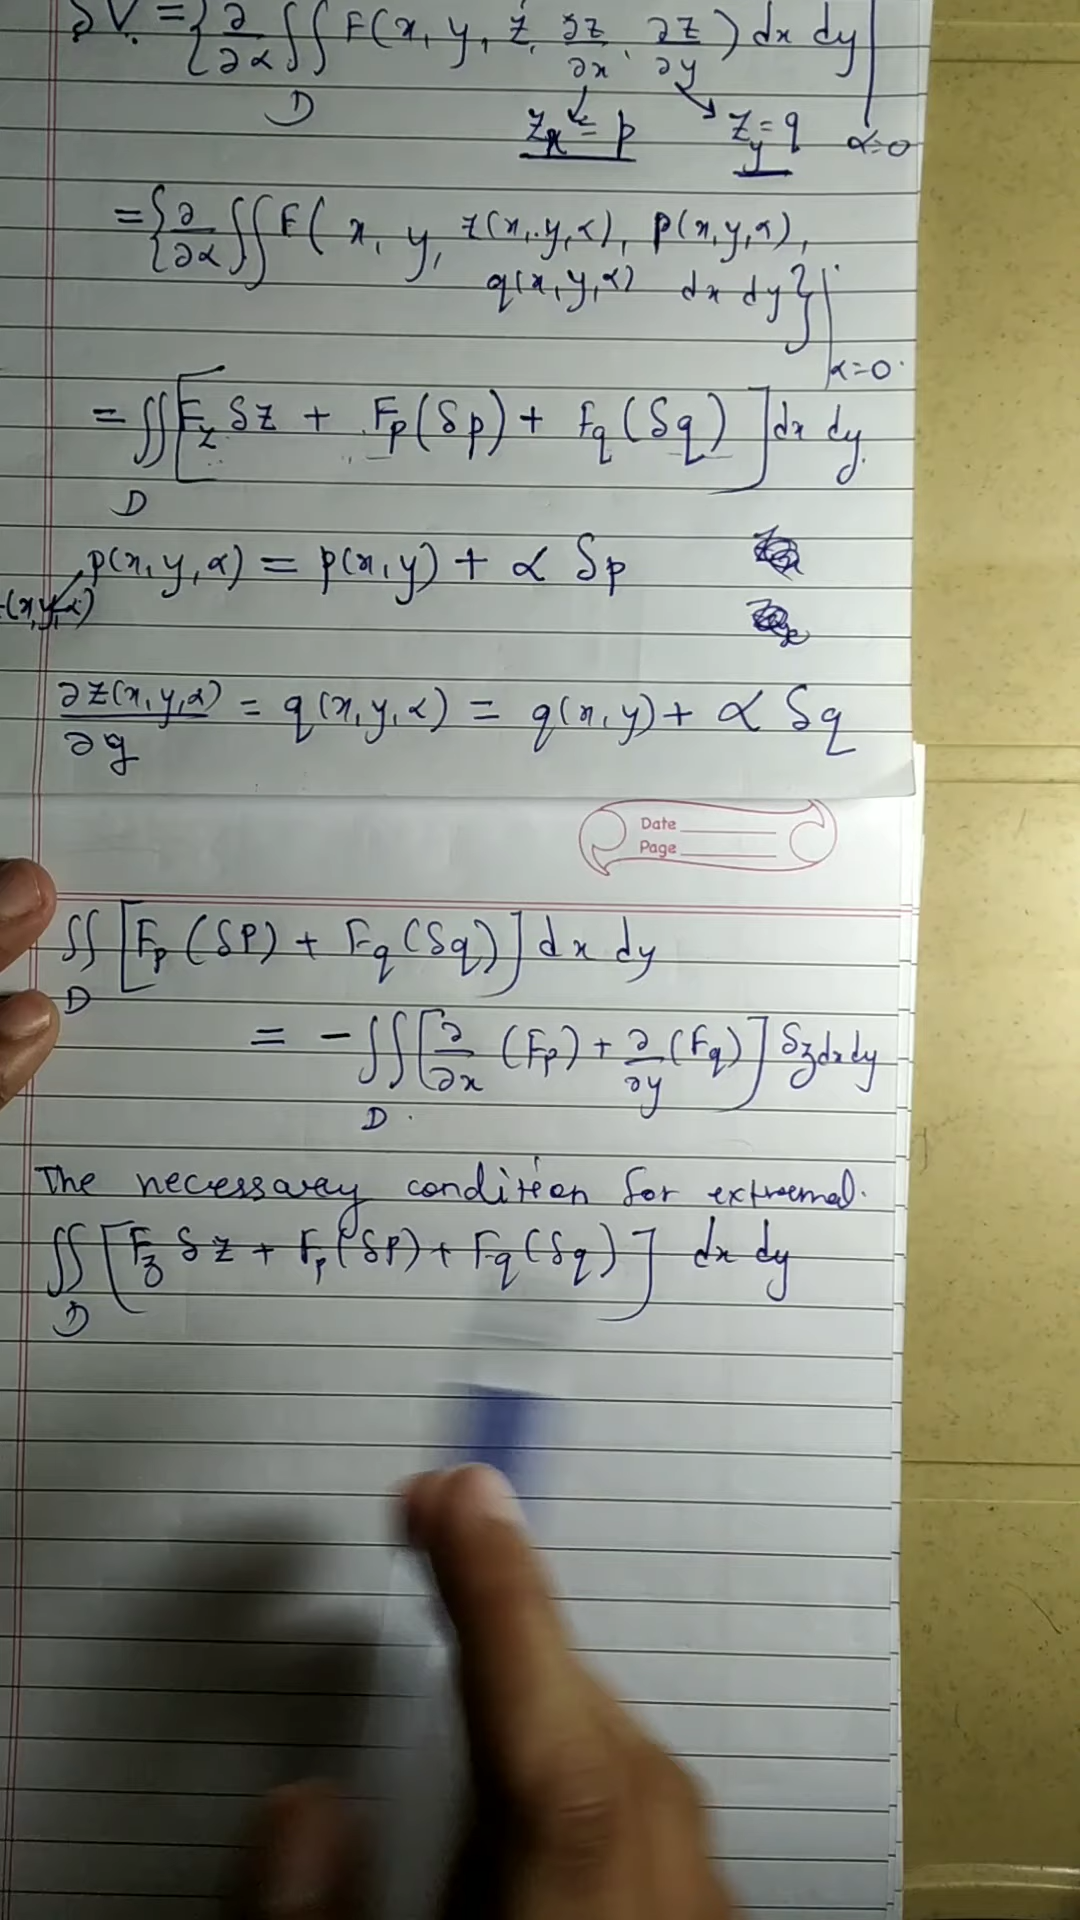 δV. = {∂/∂α ∬_D F(x, y, z, ∂z/∂x, ∂z/∂y) dx dy|
z_x = p z_y = q α=0
= {∂/∂α ∬ F( x, y, z(x,y,α), p(x,y,α),
q(x,y,α) dx dy}|
α=0.
= ∬_D [F_z δz + F_p(δp) + F_q(δq)] dx dy.
p(x,y,α) = p(x,y) + α δp
(x,y,α)
∂z(x,y,α)/∂y = q(x,y,α) = q(x,y) + α δq
Date
Page
∬_D [F_p (δp) + F_q (δq)] dx dy
= -∬_D [∂/∂x (F_p) + ∂/∂y (F_q)] δz dx dy
The necessary condition for extremal.
∬_D [F_z δz + F_p(δp) + F_q(δq)] dx dy